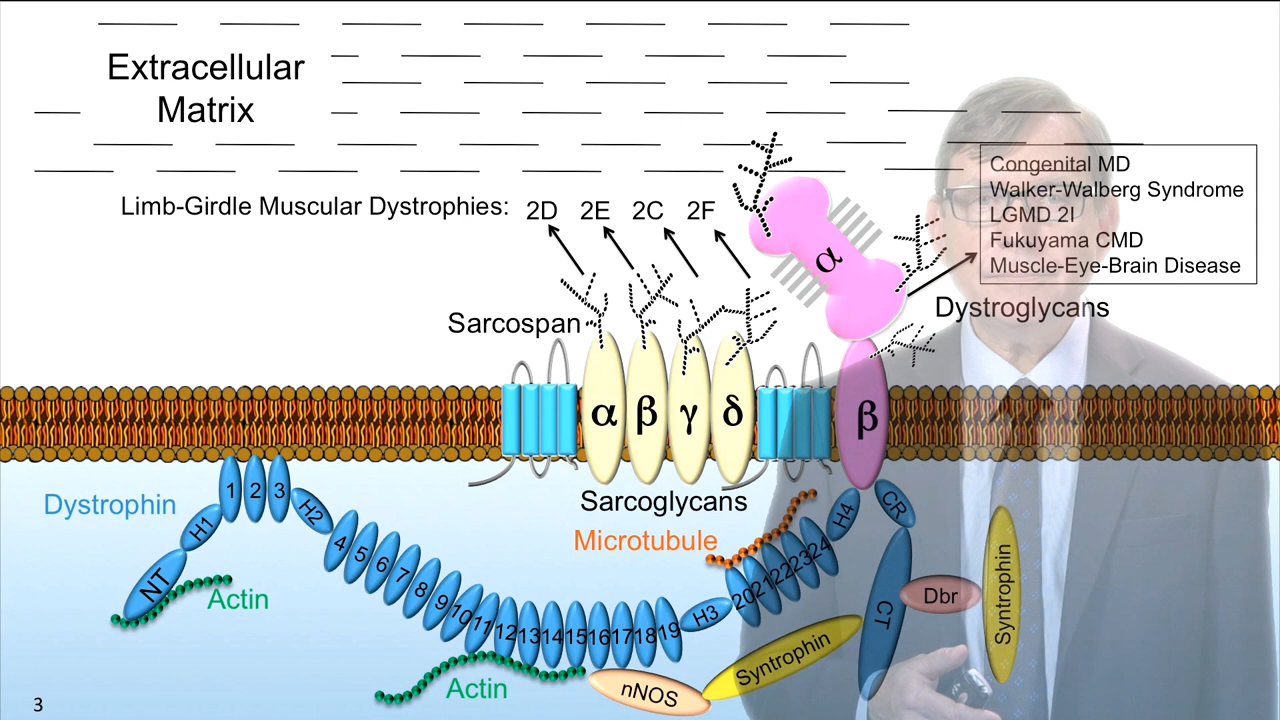 Extracellular
Matrix
Congenital MD
Walker-Walberg Syndrome
LGMD 2I
Fukuyama CMD
Muscle-Eye-Brain Disease
Limb-Girdle Muscular Dystrophies: 2D 2E 2C 2F
α
Dystroglycans
Sarcospan
α β γ δ
β
Sarcoglycans
Dystrophin
1 2 3
H1
H2
H4
CR
Microtubule
4 5 6 7 8 9 10 11 12 13 14 15 16 17 18 19
H3
20 21 22 23 24
NT
Actin
CT
Dbr
Syntrophin
Syntrophin
Actin
nNOS
3